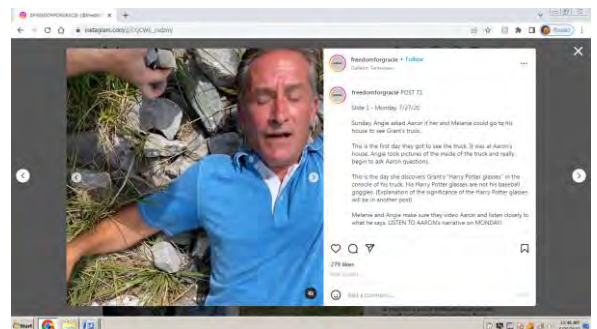 freedomforgracie • Follow
freedomforgracie POST 71
Slide 1 - Monday 7/27/20
Sunday, Angie asked Aaron if her and Melanie could go to his
house to see Grant's truck.
This is the first day they got to see the truck. It was at Aaron's
house. Angie took pictures of the inside of the truck and really
begin to ask Aaron questions.
This is the day she discovers Grant's "Harry Potter glasses" in the
console of his truck. No Harry Potter glasses are not his baseball
goggles. (Explanation of the significance of the Harry Potter glasses
will be in another post)
Melanie and Angie make sure they video Aaron and listen closely to
what he says. LISTEN TO AARON's narrative on MONDAY!
279 likes
Add a comment...
Start